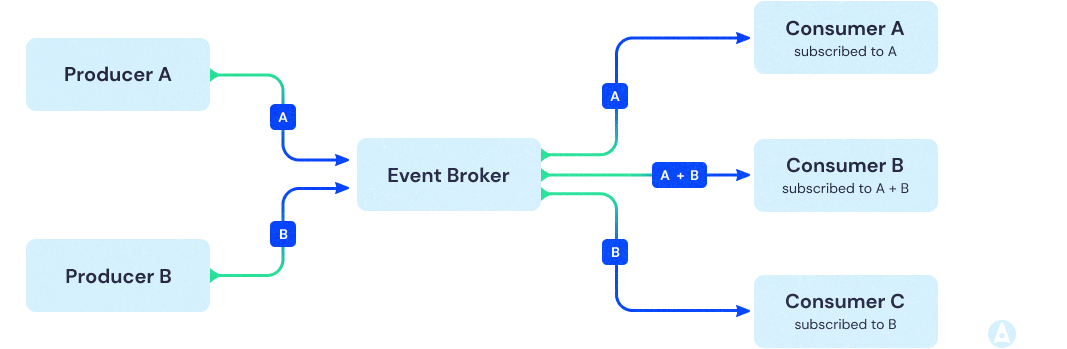 Producer A
A
Producer B
B
Event Broker
A
A + B
B
Consumer A
subscribed to A
Consumer B
subscribed to A + B
Consumer C
subscribed to B